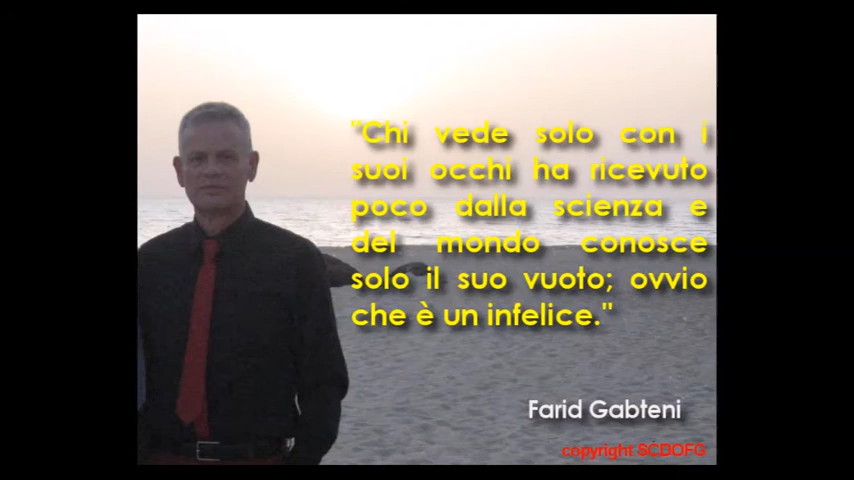 "Chi vede solo con i
suoi occhi ha ricevuto
poco dalla scienza e
del mondo conosce
solo il suo vuoto; ovvio
che è un infelice."
Farid Gabteni
copyright SCDOFG